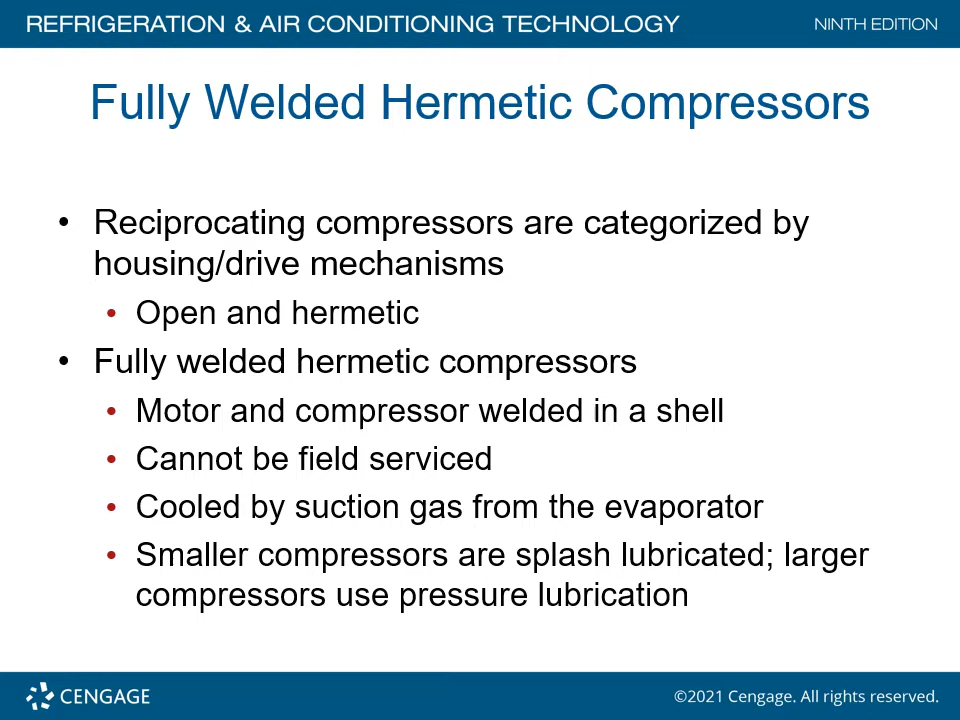 REFRIGERATION & AIR CONDITIONING TECHNOLOGY NINTH EDITION
Fully Welded Hermetic Compressors
• Reciprocating compressors are categorized by
housing/drive mechanisms
• Open and hermetic
• Fully welded hermetic compressors
• Motor and compressor welded in a shell
• Cannot be field serviced
• Cooled by suction gas from the evaporator
• Smaller compressors are splash lubricated; larger
compressors use pressure lubrication
CENGAGE ©2021 Cengage. All rights reserved.